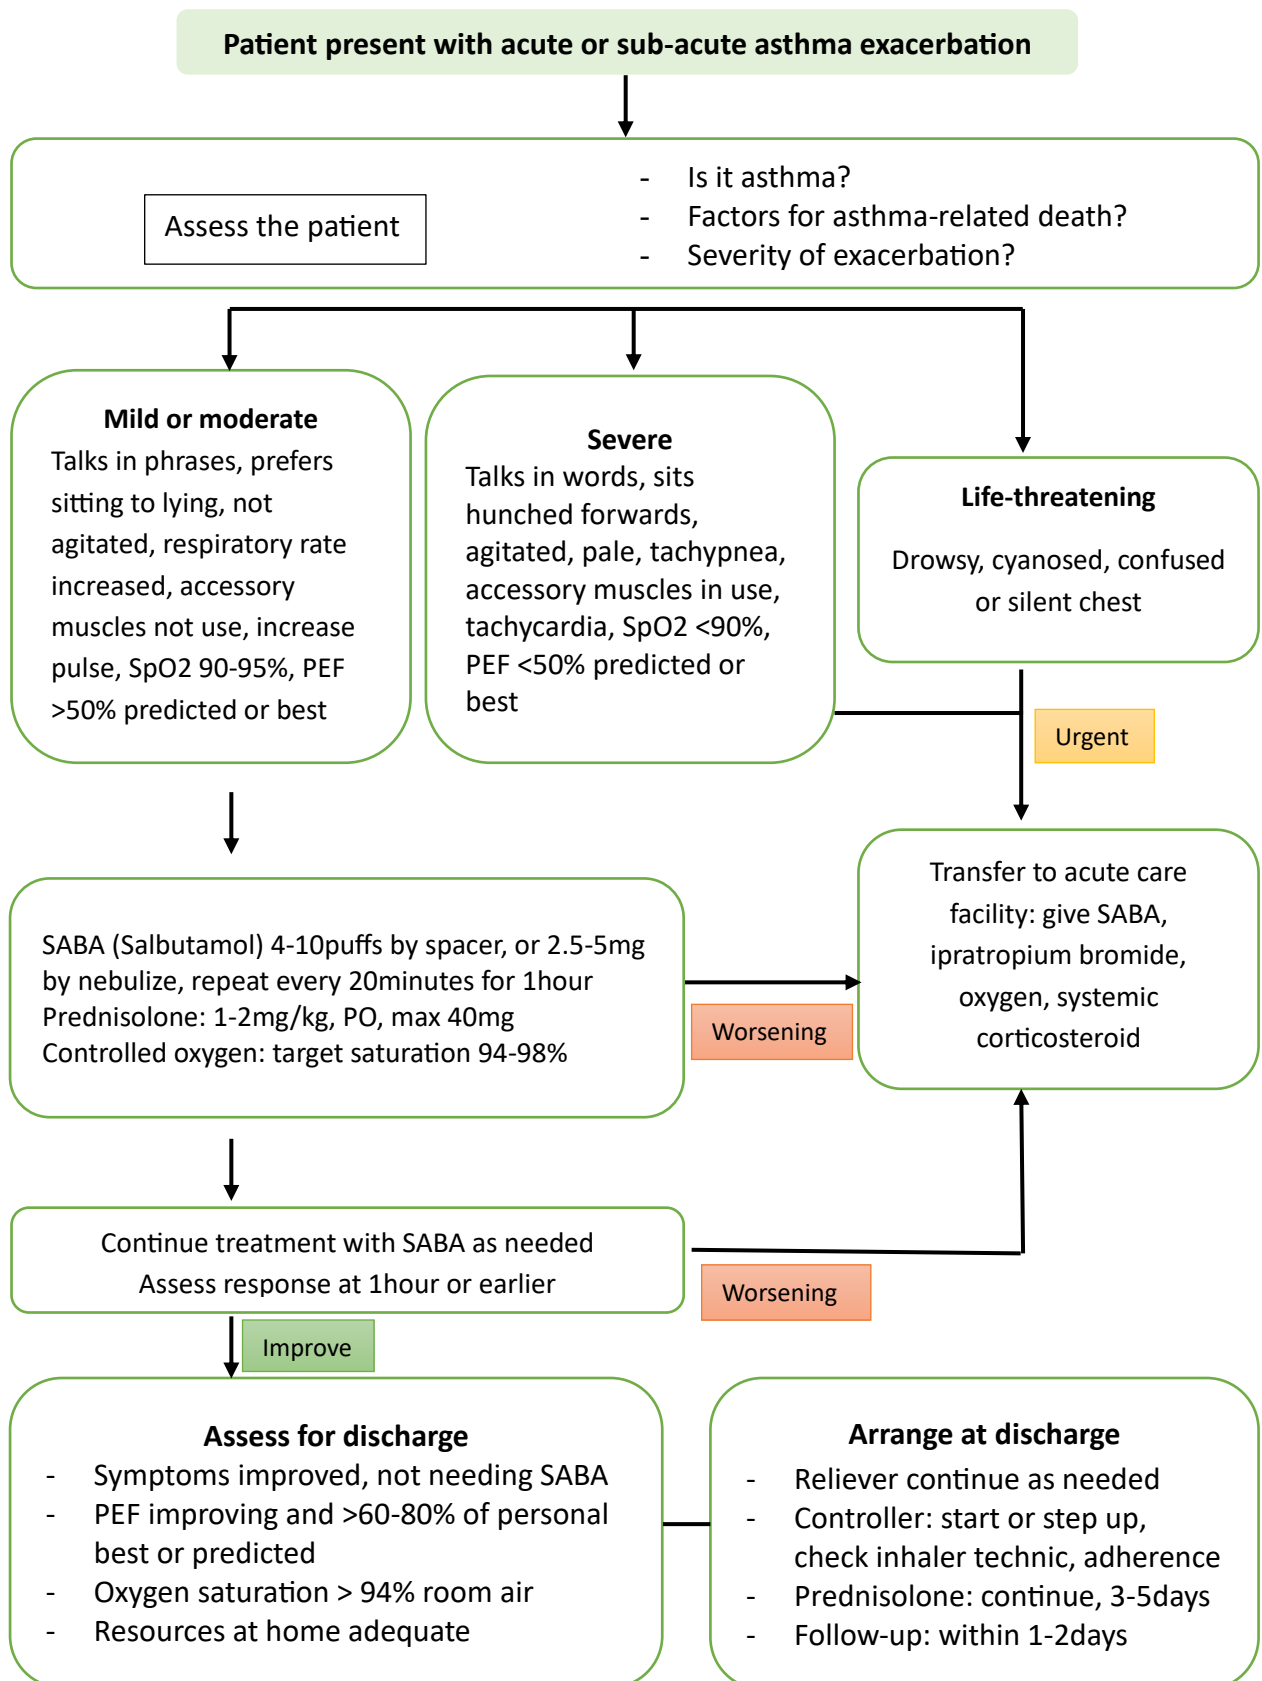 Patient present with acute or sub-acute asthma exacerbation
Assess the patient
- Is it asthma?
- Factors for asthma-related death?
- Severity of exacerbation?
Mild or moderate
Talks in phrases, prefers
sitting to lying, not
agitated, respiratory rate
increased, accessory
muscles not use, increase
pulse, SpO2 90-95%, PEF
>50% predicted or best
Severe
Talks in words, sits
hunched forwards,
agitated, pale, tachypnea,
accessory muscles in use,
tachycardia, SpO2 <90%,
PEF <50% predicted or
best
Life-threatening
Drowsy, cyanosed, confused
or silent chest
Urgent
SABA (Salbutamol) 4-10puffs by spacer, or 2.5-5mg
by nebulize, repeat every 20minutes for 1hour
Prednisolone: 1-2mg/kg, PO, max 40mg
Controlled oxygen: target saturation 94-98%
Worsening
Transfer to acute care
facility: give SABA,
ipratropium bromide,
oxygen, systemic
corticosteroid
Continue treatment with SABA as needed
Assess response at 1hour or earlier
Worsening
Improve
Assess for discharge
- Symptoms improved, not needing SABA
- PEF improving and >60-80% of personal
best or predicted
- Oxygen saturation > 94% room air
- Resources at home adequate
Arrange at discharge
- Reliever continue as needed
- Controller: start or step up,
check inhaler technic, adherence
- Prednisolone: continue, 3-5days
- Follow-up: within 1-2days